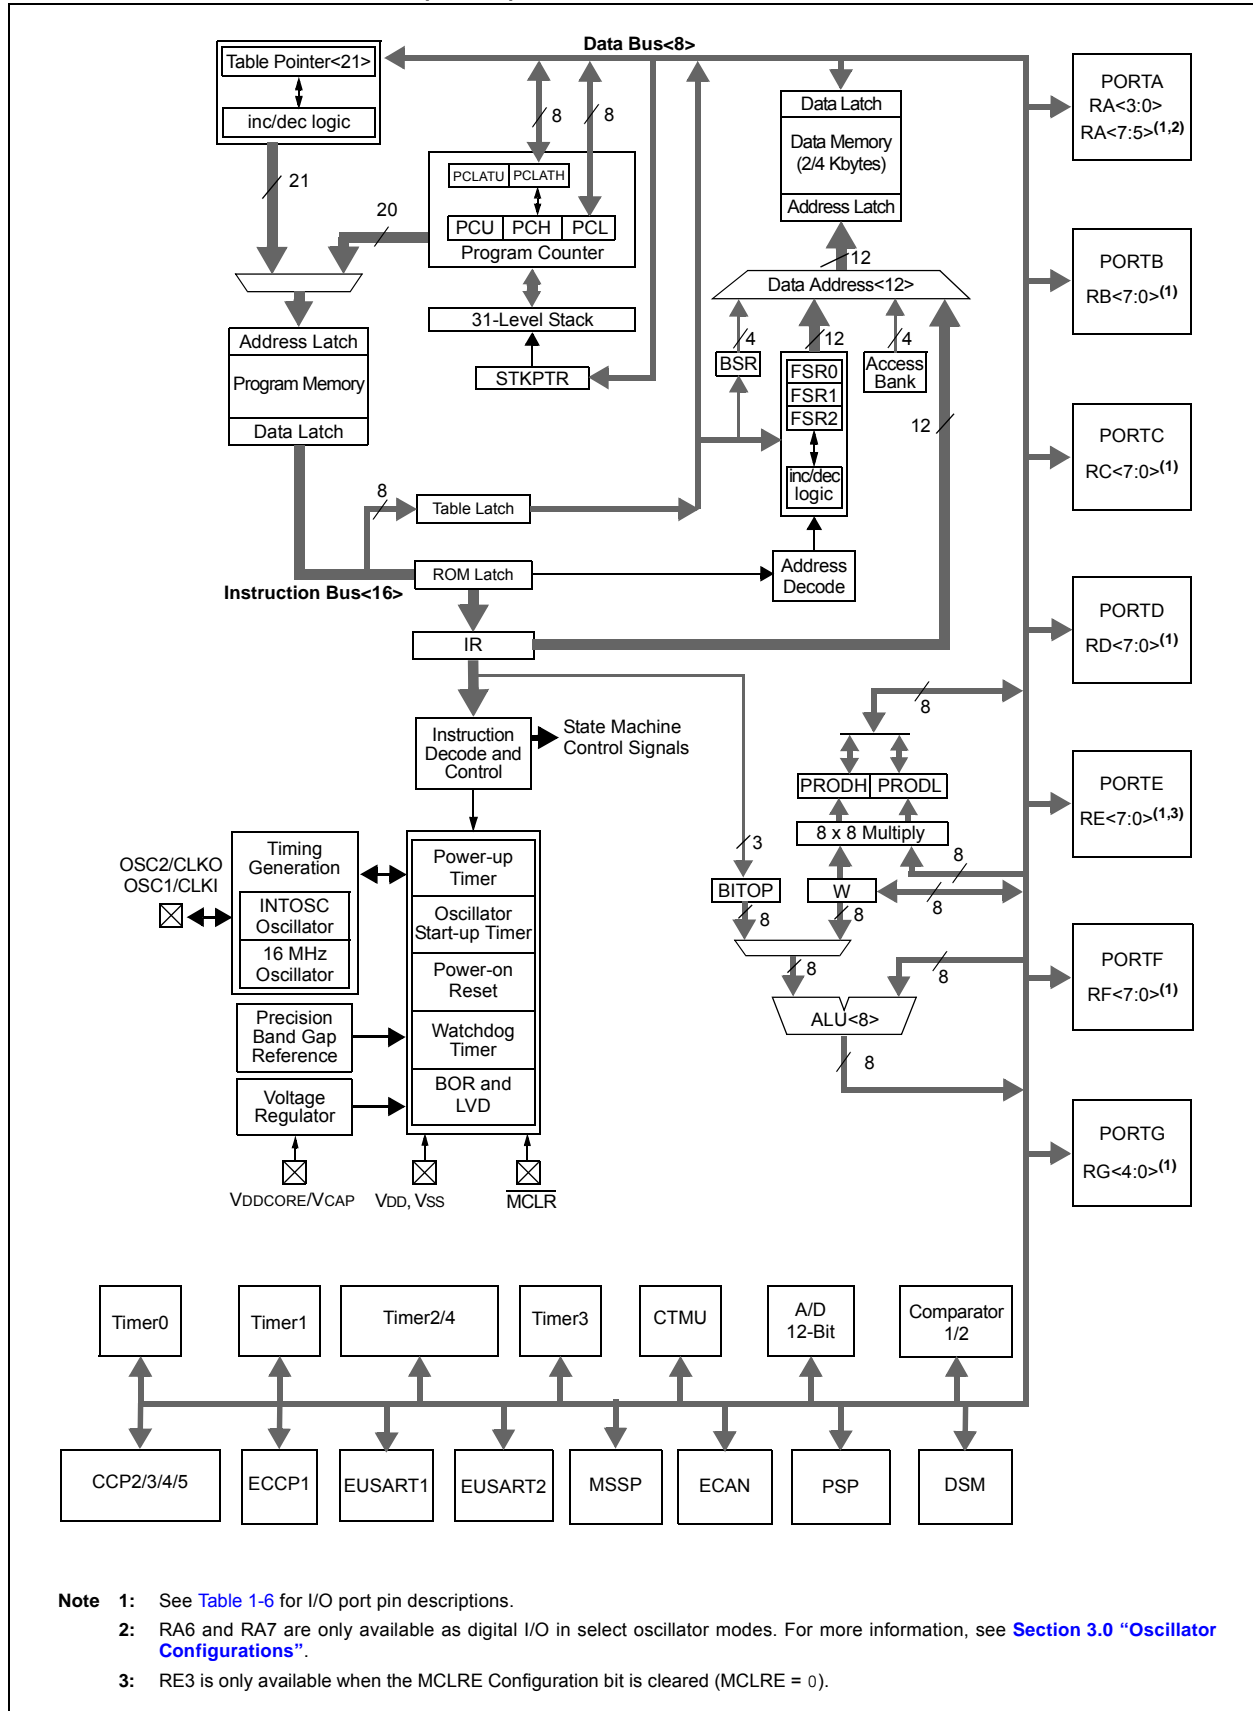 Data Bus<8>
Table Pointer<21>
inc/dec logic
21
20
8
8
PCLATU PCLATH
PCU PCH PCL
Program Counter
31-Level Stack
STKPTR
Address Latch
Program Memory
Data Latch
Data Latch
Data Memory
(2/4 Kbytes)
Address Latch
12
Data Address<12>
4
12
4
BSR
FSR0
FSR1
FSR2
inc/dec
logic
Access
Bank
12
8
Table Latch
ROM Latch
Instruction Bus<16>
Address
Decode
IR
Instruction
Decode and
Control
State Machine
Control Signals
8
PRODH PRODL
8 x 8 Multiply
3
8
BITOP
W
8
8
8
8
8
ALU<8>
8
OSC2/CLKO
OSC1/CLKI
Timing
Generation
INTOSC
Oscillator
16 MHz
Oscillator
Precision
Band Gap
Reference
Voltage
Regulator
Power-up
Timer
Oscillator
Start-up Timer
Power-on
Reset
Watchdog
Timer
BOR and
LVD
VDDCORE/VCAP
VDD, VSS
MCLR
PORTA
RA<3:0>
RA<7:5>(1,2)
PORTB
RB<7:0>(1)
PORTC
RC<7:0>(1)
PORTD
RD<7:0>(1)
PORTE
RE<7:0>(1,3)
PORTF
RF<7:0>(1)
PORTG
RG<4:0>(1)
Timer0
Timer1
Timer2/4
Timer3
CTMU
A/D
12-Bit
Comparator
1/2
CCP2/3/4/5
ECCP1
EUSART1
EUSART2
MSSP
ECAN
PSP
DSM
Note 1: See Table 1-6 for I/O port pin descriptions.
2: RA6 and RA7 are only available as digital I/O in select oscillator modes. For more information, see Section 3.0 “Oscillator
Configurations”.
3: RE3 is only available when the MCLRE Configuration bit is cleared (MCLRE = 0).